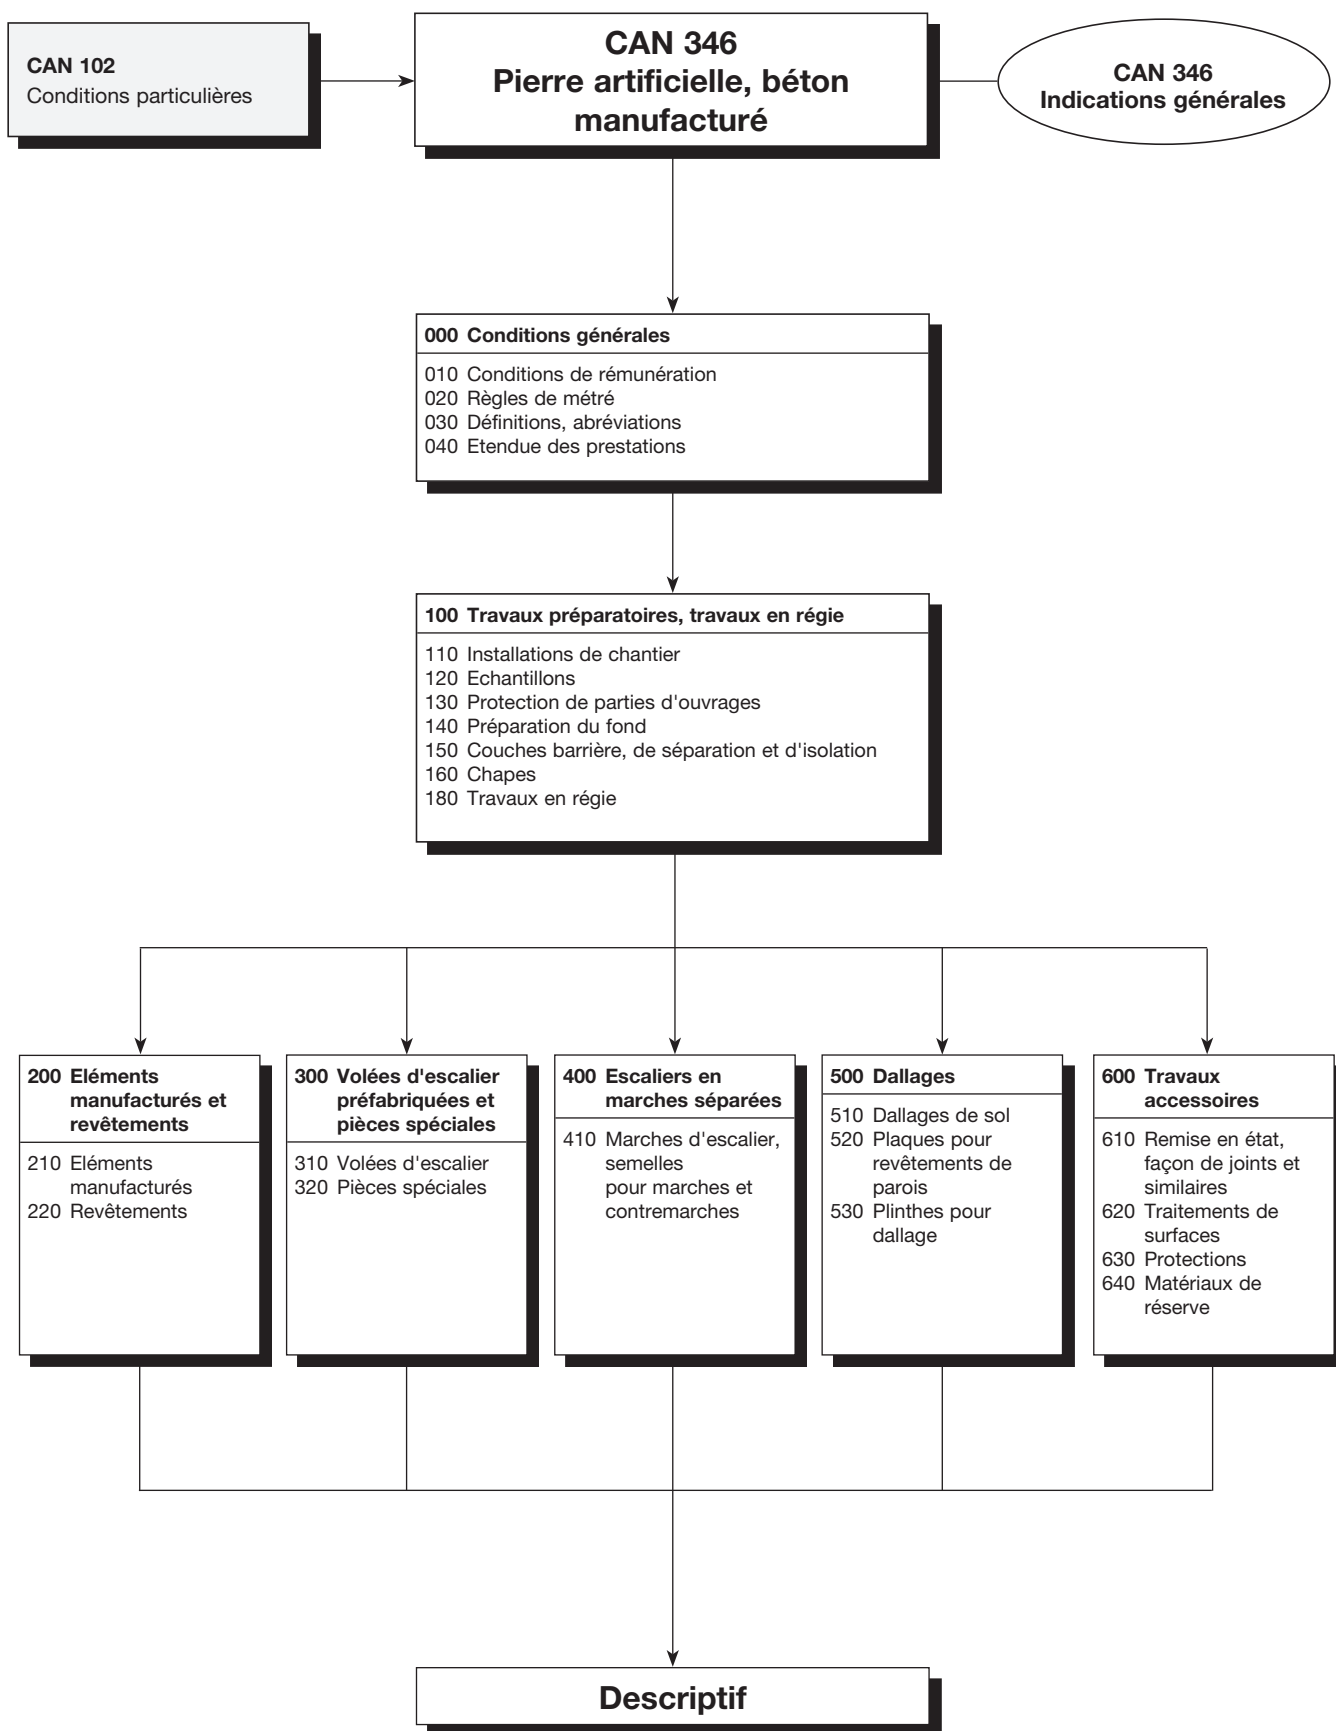 CAN 102
Conditions particulières
CAN 346
Pierre artificielle, béton
manufacturé
CAN 346
Indications générales
000 Conditions générales
010 Conditions de rémunération
020 Règles de métré
030 Définitions, abréviations
040 Etendue des prestations
100 Travaux préparatoires, travaux en régie
110 Installations de chantier
120 Echantillons
130 Protection de parties d'ouvrages
140 Préparation du fond
150 Couches barrière, de séparation et d'isolation
160 Chapes
180 Travaux en régie
200 Eléments
manufacturés et
revêtements
210 Eléments
manufacturés
220 Revêtements
300 Volées d'escalier
préfabriquées et
pièces spéciales
310 Volées d'escalier
320 Pièces spéciales
400 Escaliers en
marches séparées
410 Marches d'escalier,
semelles
pour marches et
contremarches
500 Dallages
510 Dallages de sol
520 Plaques pour
revêtements de
parois
530 Plinthes pour
dallage
600 Travaux
accessoires
610 Remise en état,
façon de joints et
similaires
620 Traitements de
surfaces
630 Protections
640 Matériaux de
réserve
Descriptif